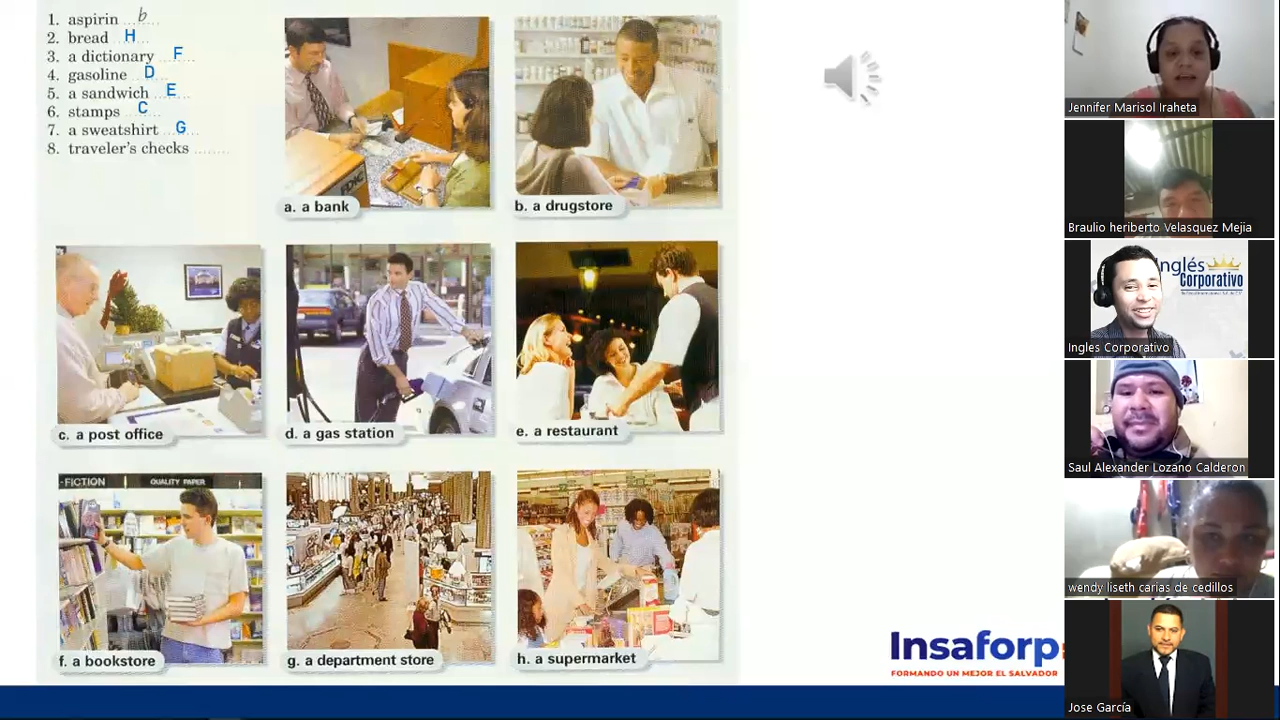 1. aspirin ...b...
2. bread ...H...
3. a dictionary ...F...
4. gasoline ...D...
5. a sandwich ...E...
6. stamps ...C...
7. a sweatshirt ...G...
8. traveler's checks ........
a. a bank
b. a drugstore
FDIC
c. a post office
d. a gas station
e. a restaurant
-FICTION QUALITY PAPER
f. a bookstore
g. a department store
h. a supermarket
Insaforp
FORMANDO UN MEJOR EL SALVADOR
Jennifer Marisol Iraheta
Braulio heriberto Velasquez Mejia
Inglés
Corporativo
Ingles Corporativo
Saul Alexander Lozano Calderon
wendy liseth carias de cedillos
Jose García